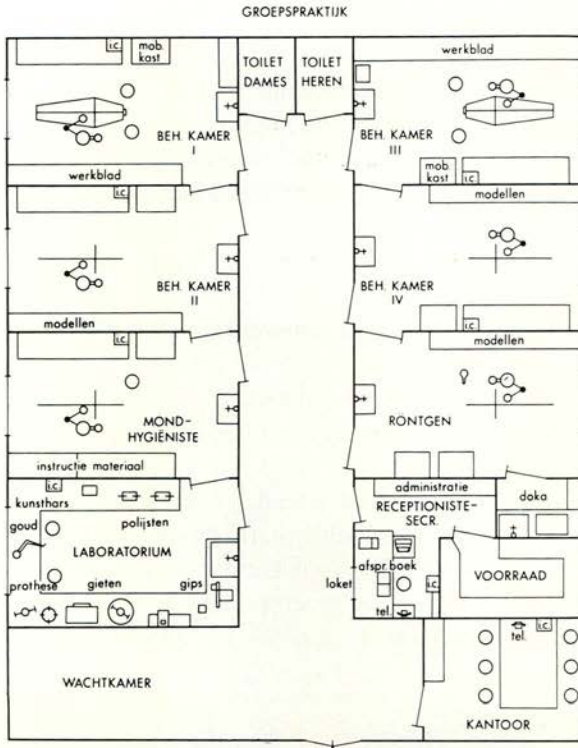 GROEPSPRAKTIJK
i.c.
mob.
kast
TOILET
DAMES
TOILET
HEREN
werkblad
BEH. KAMER
I
BEH. KAMER
III
werkblad
mob.
kast
i.c.
i.c.
modellen
BEH. KAMER
II
BEH. KAMER
IV
modellen
i.c.
i.c.
modellen
MOND-
HYGIËNISTE
RÖNTGEN
instructie materiaal
i.c.
kunsthars
goud
polijsten
LABORATORIUM
prothese
gieten
gips
administratie
RECEPTIONISTE-
SECR.
doka
afspr. boek
loket
i.c.
tel.
VOORRAAD
WACHTKAMER
tel.
i.c.
KANTOOR